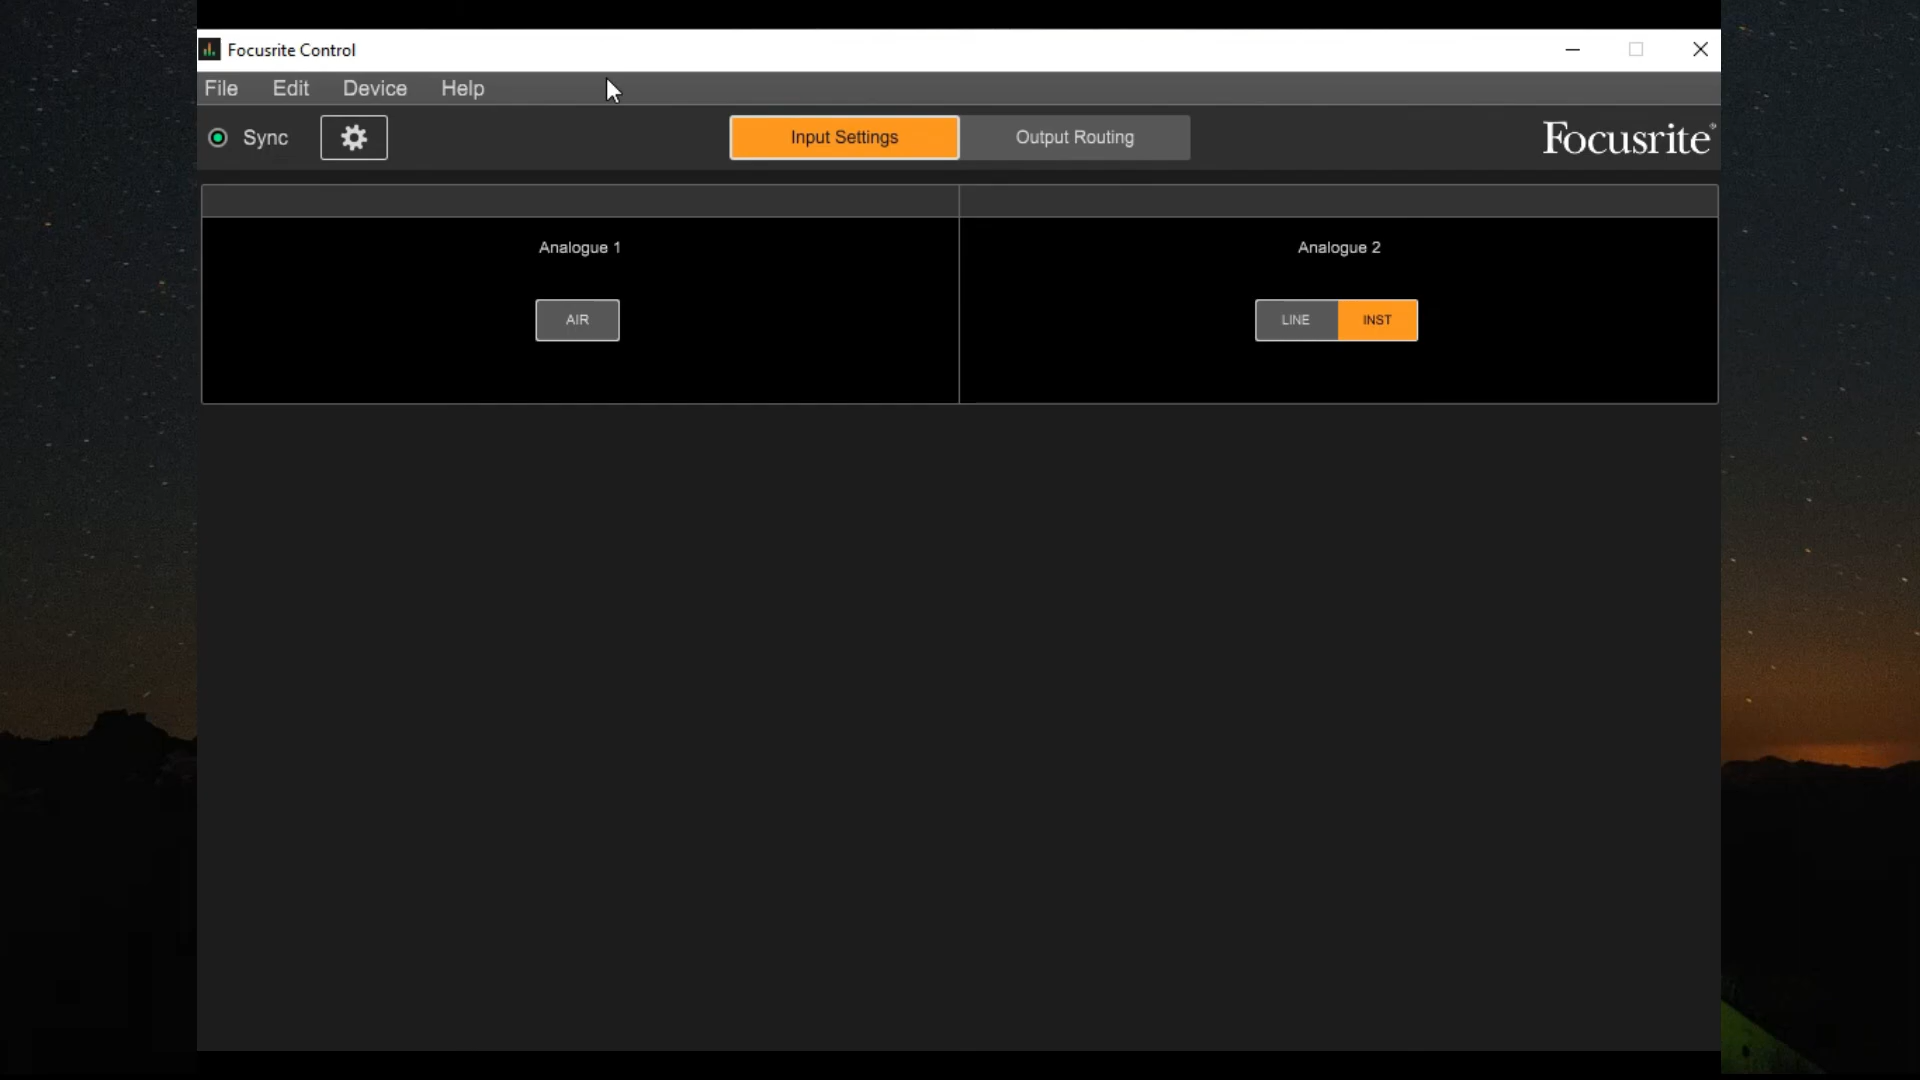 Focusrite Control
File Edit Device Help
Sync Input Settings Output Routing Focusrite®
Analogue 1 Analogue 2
AIR LINE INST